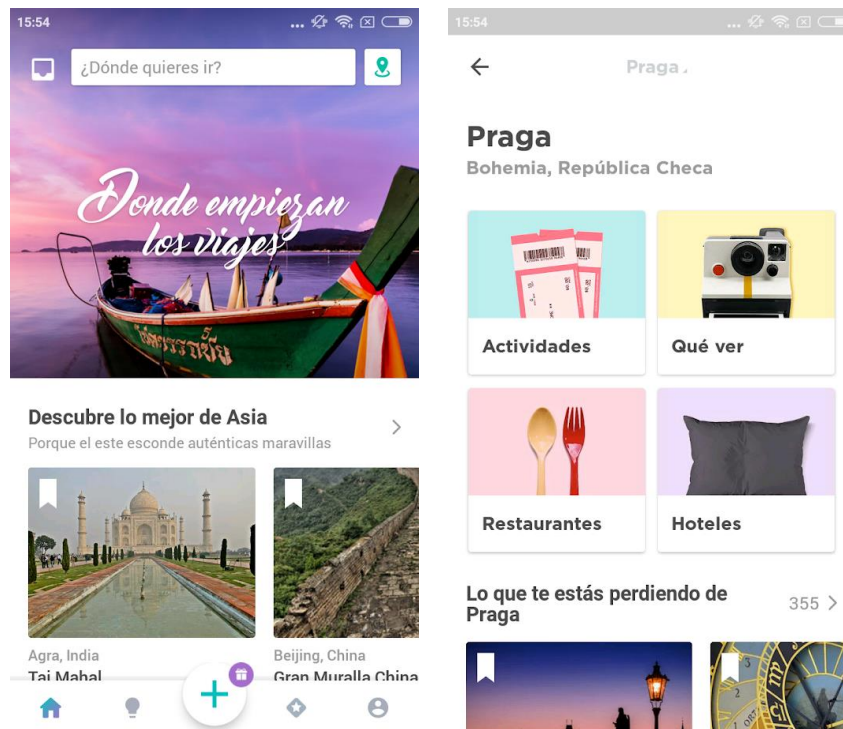 15:54
¿Dónde quieres ir?
Donde empiezan
los viajes
Descubre lo mejor de Asia
Porque el este esconde auténticas maravillas
Agra, India
Taj Mahal
Beijing, China
Gran Muralla China
15:54
Praga
Praga
Bohemia, República Checa
Actividades
Qué ver
Restaurantes
Hoteles
Lo que te estás perdiendo de
Praga
355